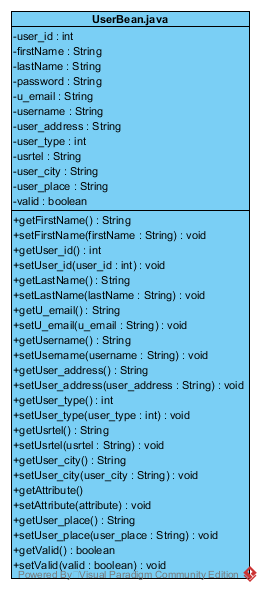 UserBean.java
-user_id : int
-firstName : String
-lastName : String
-password : String
-u_email : String
-username : String
-user_address : String
-user_type : int
-usrtel : String
-user_city : String
-user_place : String
-valid : boolean
+getFirstName() : String
+setFirstName(firstName : String) : void
+getUser_id() : int
+setUser_id(user_id : int) : void
+getLastName() : String
+setLastName(lastName : String) : void
+getU_email() : String
+setU_email(u_email : String) : void
+getUsername() : String
+setUsername(username : String) : void
+getUser_address() : String
+setUser_address(user_address : String) : void
+getUser_type() : int
+setUser_type(user_type : int) : void
+getUsrtel() : String
+setUsrtel(usrtel : String) : void
+getUser_city() : String
+setUser_city(user_city : String) : void
+getAttribute()
+setAttribute(attribute) : void
+getUser_place() : String
+setUser_place(user_place : String) : void
+getValid() : boolean
+setValid(valid : boolean) : void
Powered By Visual Paradigm Community Edition